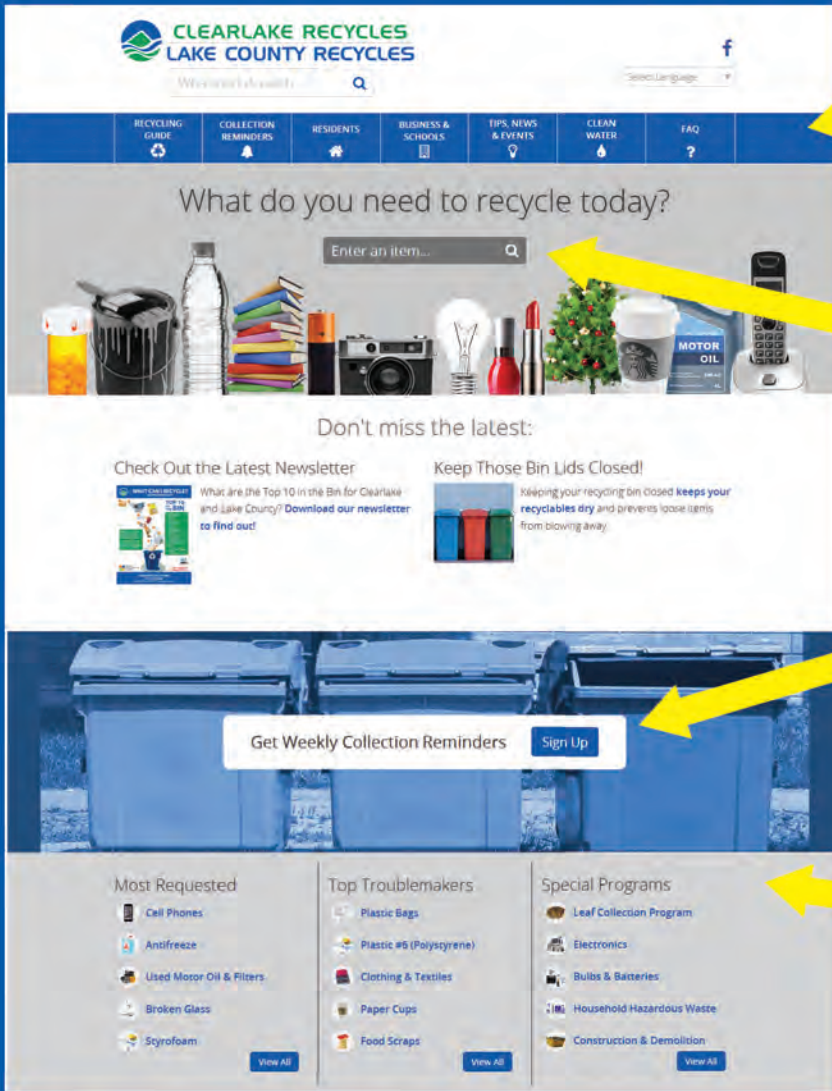 CLEARLAKE RECYCLES
LAKE COUNTY RECYCLES
f
Select Language
RECYCLING GUIDE
COLLECTION REMINDERS
RESIDENTS
BUSINESS & SCHOOLS
TIPS, NEWS & EVENTS
CLEAN WATER
FAQ
?
What do you need to recycle today?
Enter an item...
MOTOR
OIL
Don't miss the latest:
Check Out the Latest Newsletter
What are the Top 10 in the Bin for Clearlake
and Lake County? Download our newsletter
to find out!
Keep Those Bin Lids Closed!
Keeping your recycling bin closed keeps your
recyclables dry and prevents loose items
from blowing away.
Get Weekly Collection Reminders
Sign Up
Most Requested
Cell Phones
Antifreeze
Used Motor Oil & Filters
Broken Glass
Styrofoam
View All
Top Troublemakers
Plastic Bags
Plastic #6 (Polystyrene)
Clothing & Textiles
Paper Cups
Food Scraps
View All
Special Programs
Leaf Collection Program
Electronics
Bulbs & Batteries
Household Hazardous Waste
Construction & Demolition
View All